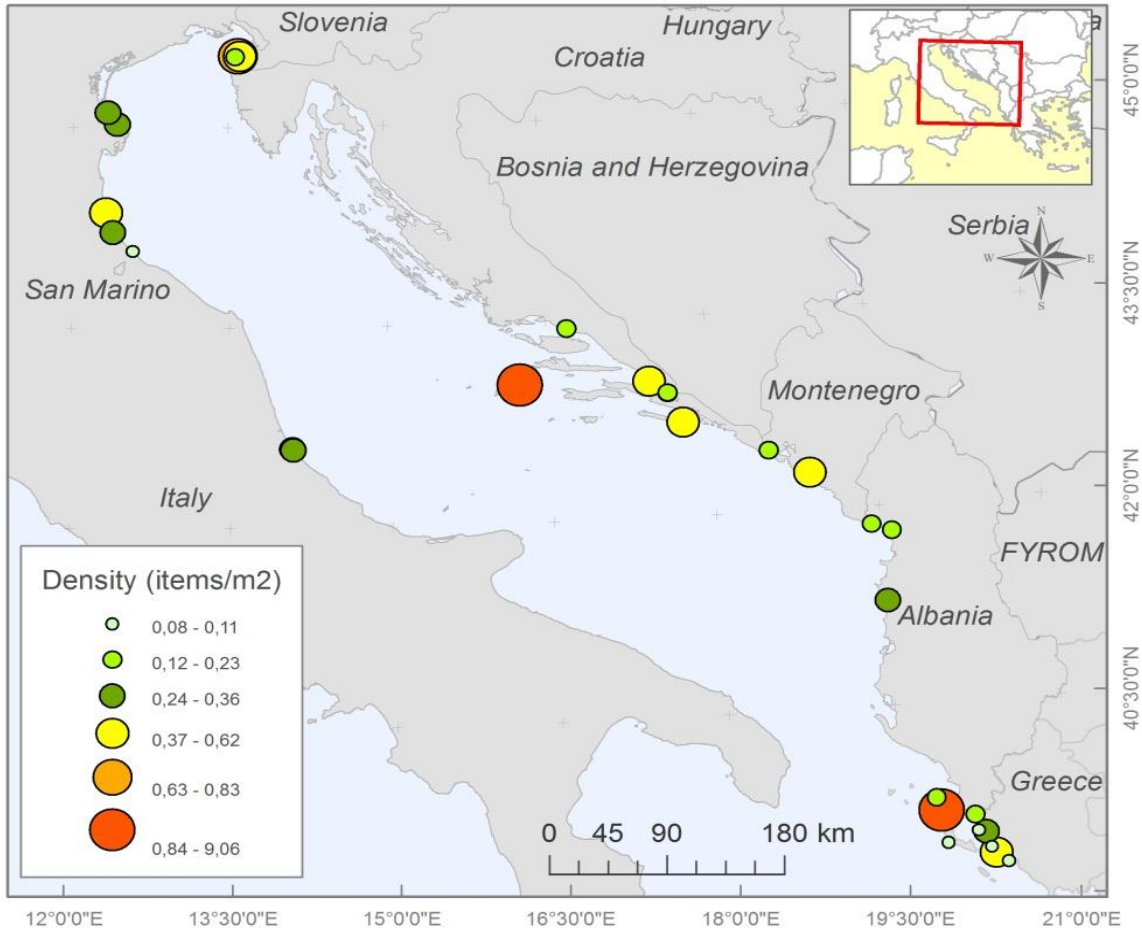 Slovenia
Hungary
a
Croatia
45°0'0"N
Bosnia and Herzegovina
Serbia
N
W
E
S
San Marino
43°30'0"N
Montenegro
Italy
42°0'0"N
FYROM
Albania
Density (items/m2)
0,08 - 0,11
0,12 - 0,23
0,24 - 0,36
0,37 - 0,62
0,63 - 0,83
0,84 - 9,06
40°30'0"N
Greece
0 45 90 180 km
12°0'0"E 13°30'0"E 15°0'0"E 16°30'0"E 18°0'0"E 19°30'0"E 21°0'0"E